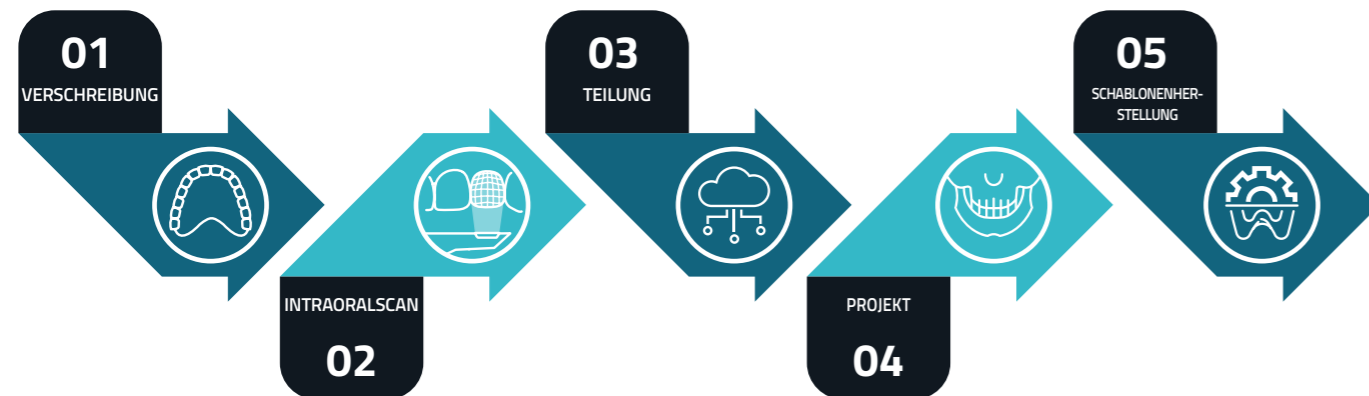 01
VERSCHREIBUNG
INTRAORALSCAN
02
03
TEILUNG
PROJEKT
04
05
SCHABLONENHER-
STELLUNG